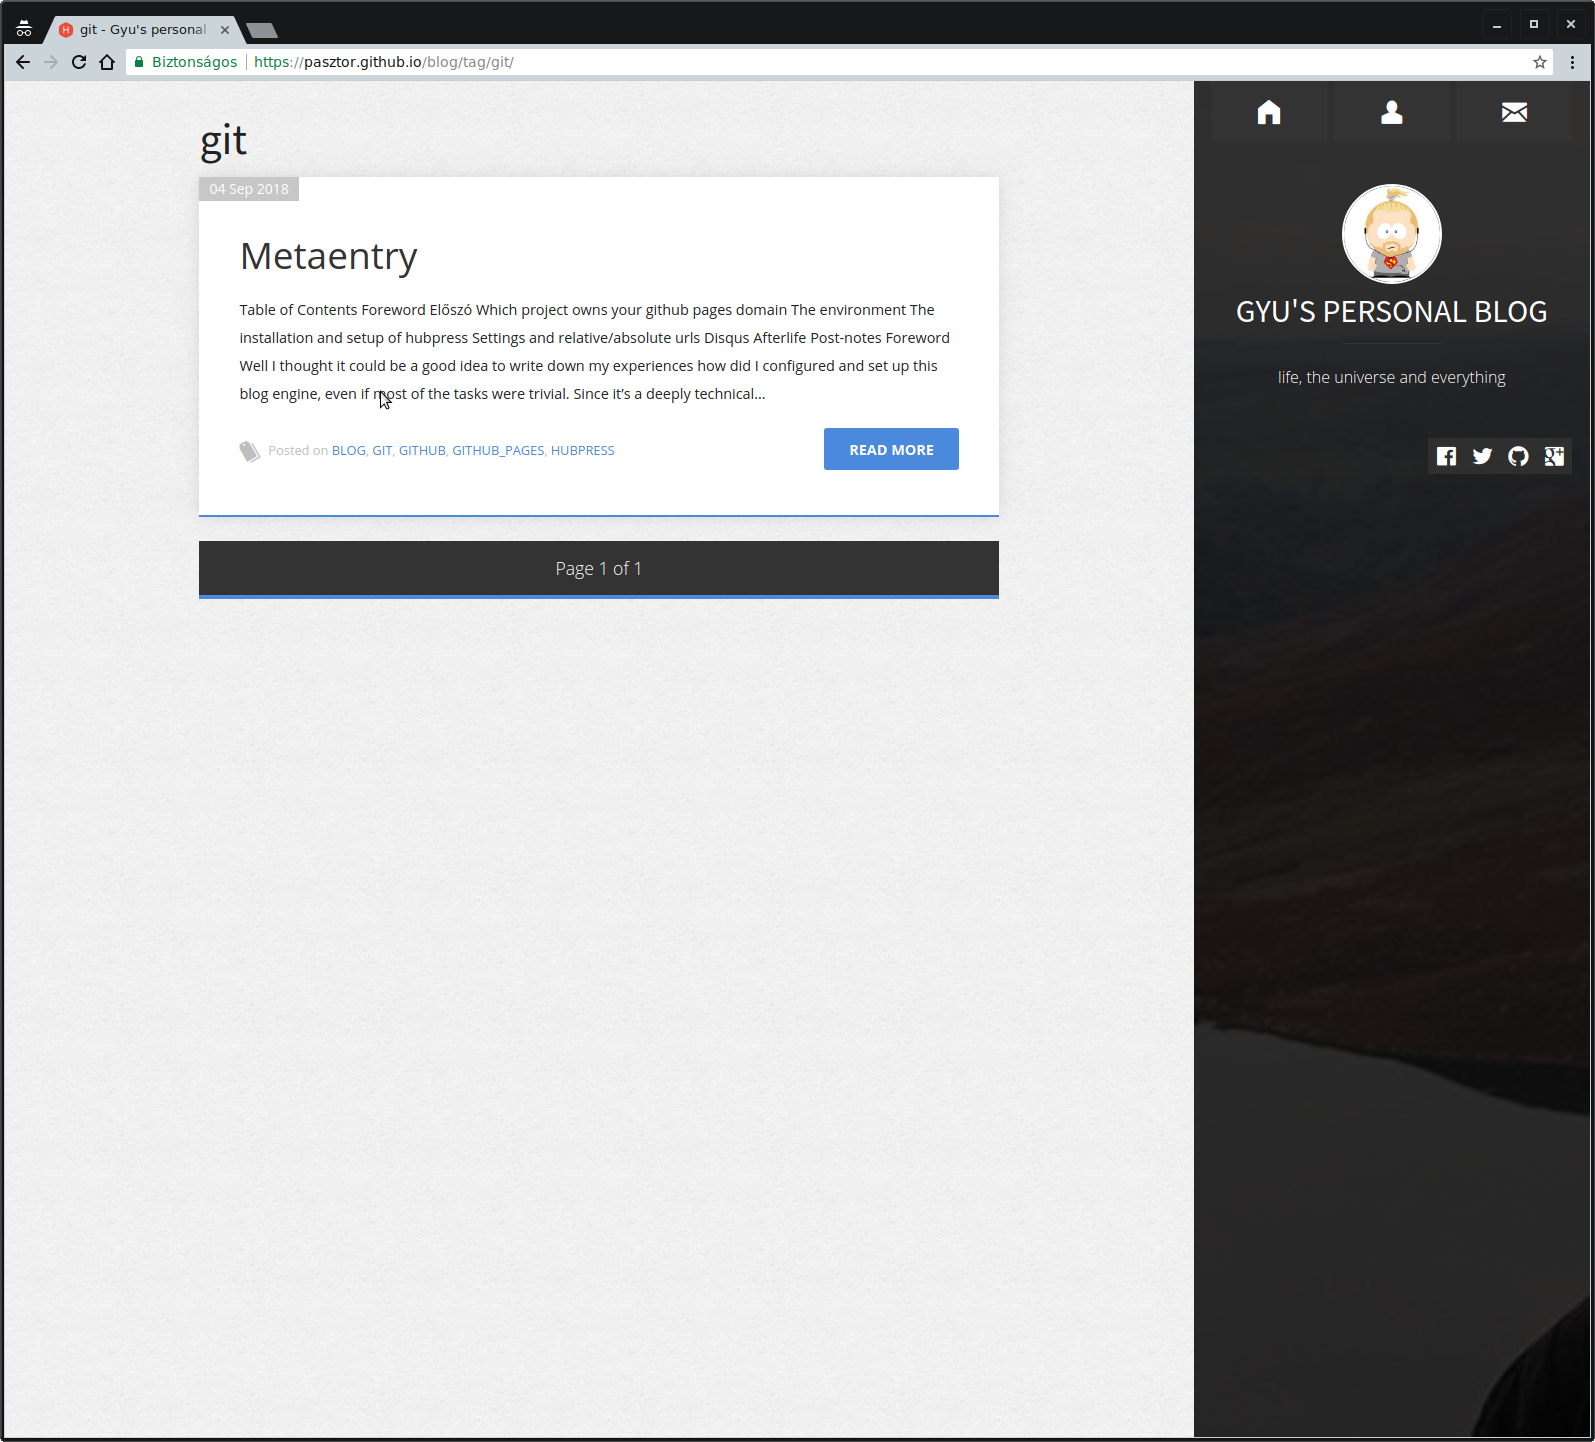 git - Gyu's personal
Biztonságos
https://pasztor.github.io/blog/tag/git/
git
04 Sep 2018
Metaentry
Table of Contents Foreword Előszó Which project owns your github pages domain The environment The
installation and setup of hubpress Settings and relative/absolute urls Disqus Afterlife Post-notes Foreword
Well I thought it could be a good idea to write down my experiences how did I configured and set up this
blog engine, even if most of the tasks were trivial. Since it's a deeply technical…
Posted on BLOG, GIT, GITHUB, GITHUB_PAGES, HUBPRESS
READ MORE
Page 1 of 1
GYU'S PERSONAL BLOG
life, the universe and everything